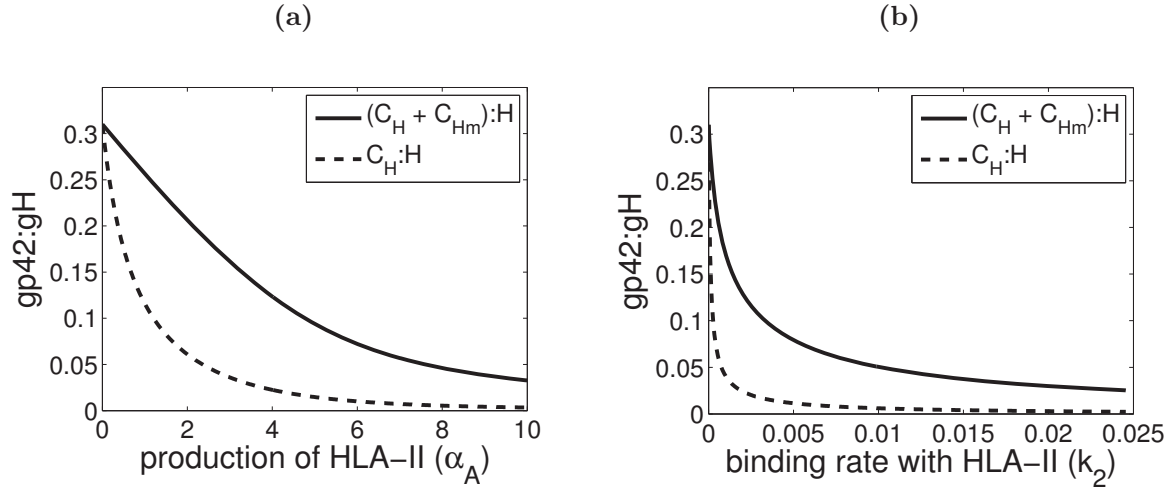 (a)
gp42:gH
0.3
0.25
0.2
0.15
0.1
0.05
0
0 2 4 6 8 10
production of HLA−II (α_A)
(C_H + C_Hm):H
C_H:H
(b)
gp42:gH
0.3
0.25
0.2
0.15
0.1
0.05
0
0 0.005 0.01 0.015 0.02 0.025
binding rate with HLA−II (k_2)
(C_H + C_Hm):H
C_H:H